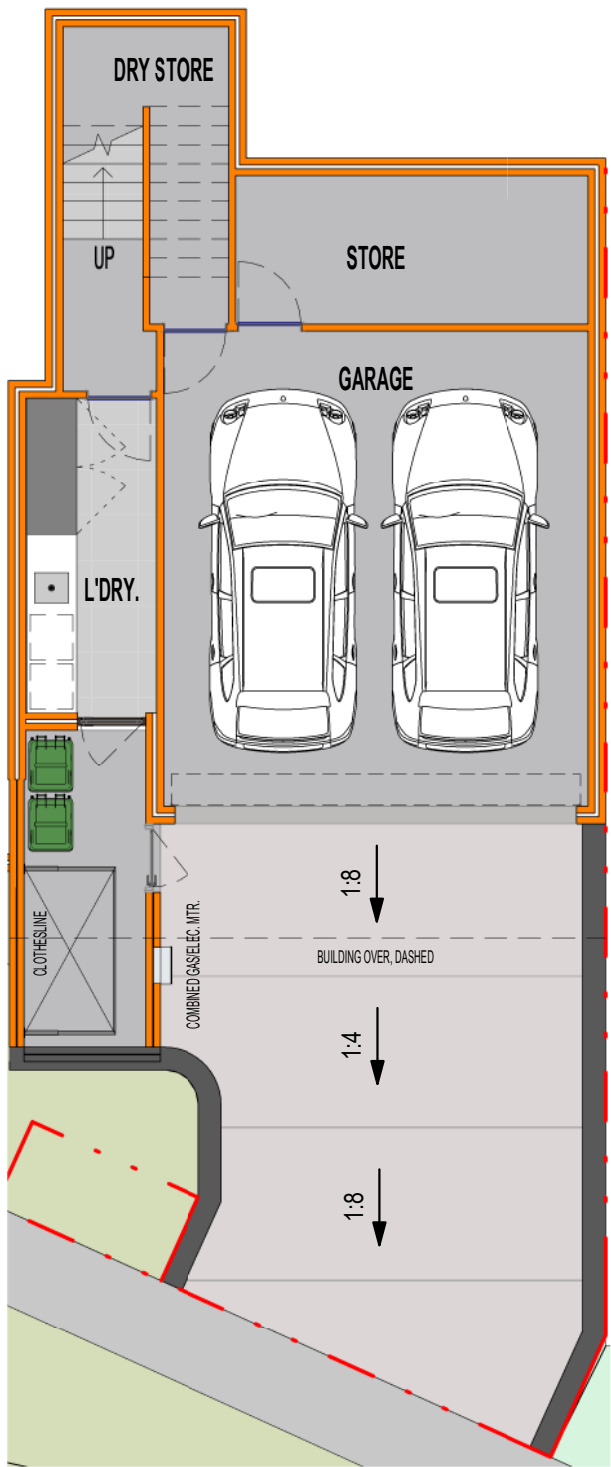 DRY STORE
UP
STORE
GARAGE
L'DRY.
CLOTHESLINE
COMBINED GAS/ELEC. MTR.
1:8
BUILDING OVER, DASHED
1:4
1:8